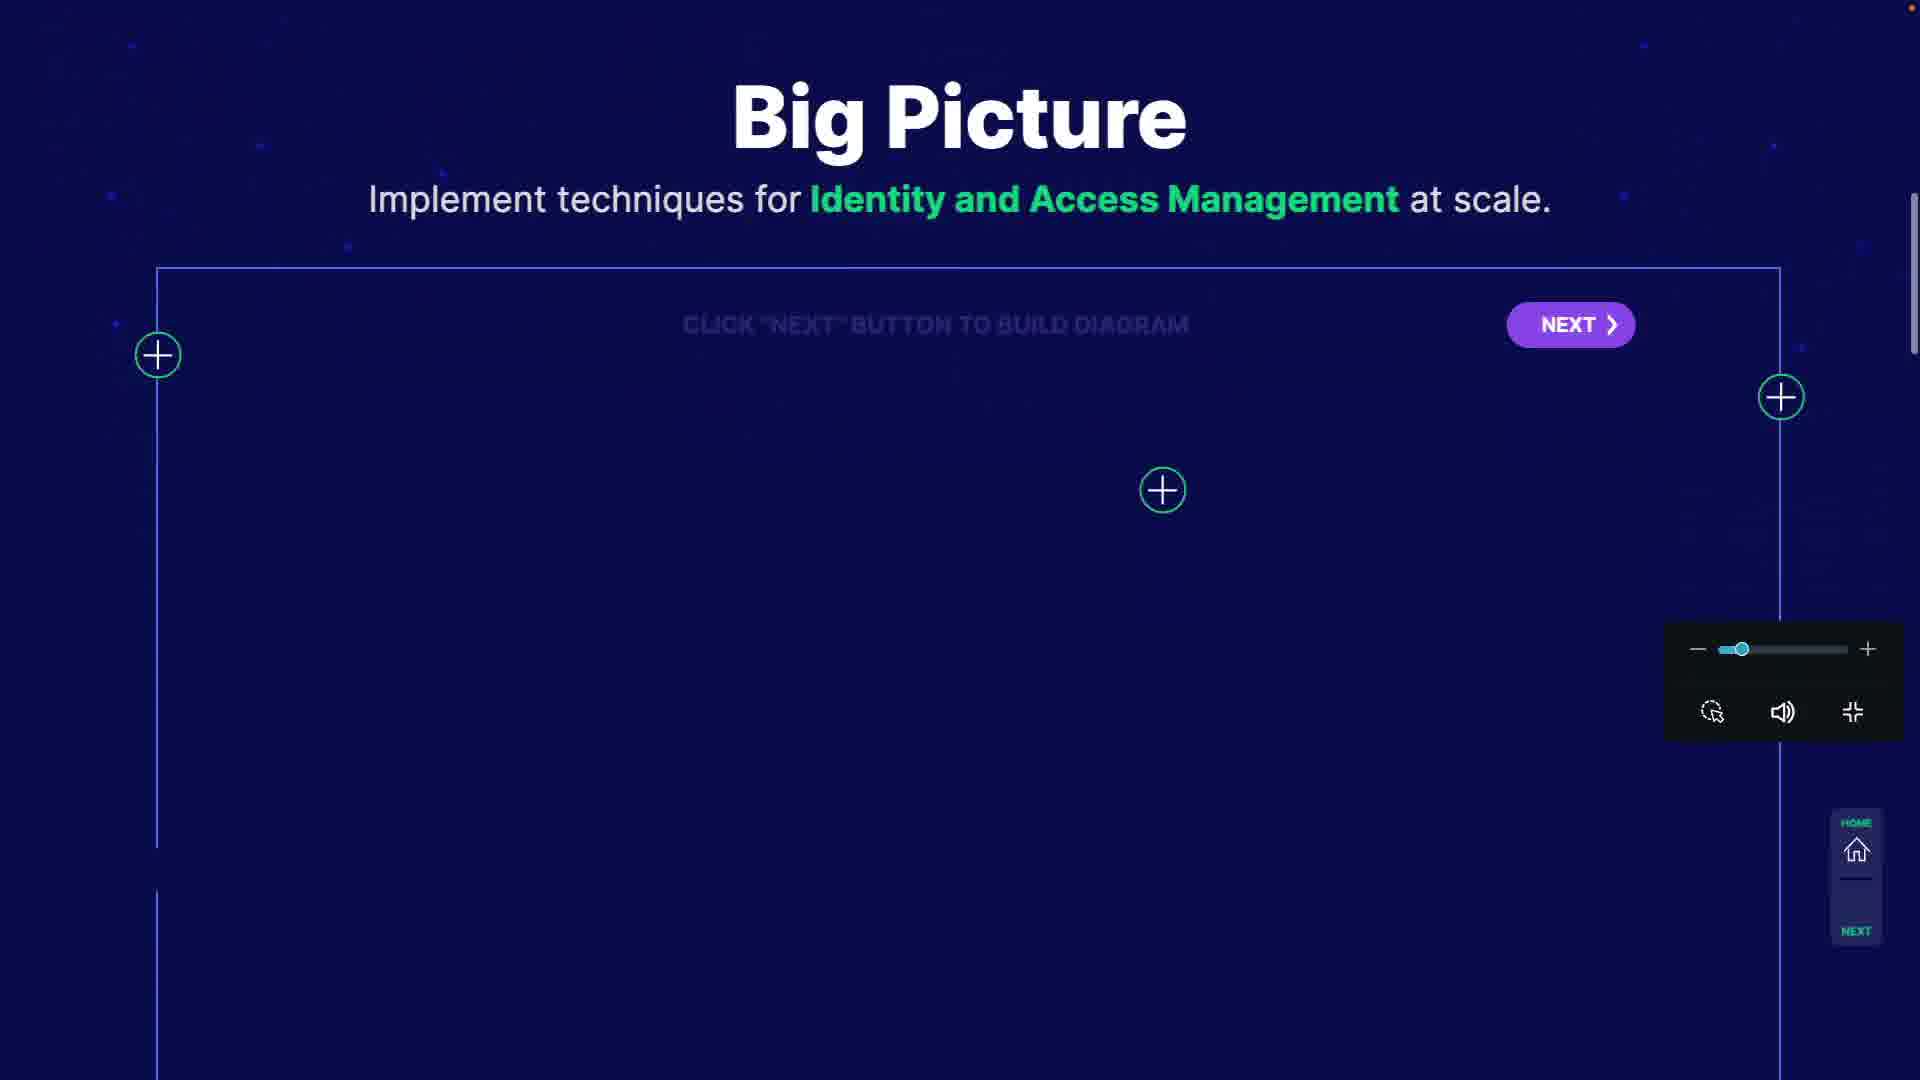 Big Picture
Implement techniques for Identity and Access Management at scale.
CLICK "NEXT" BUTTON TO BUILD DIAGRAM
NEXT
HOME
NEXT